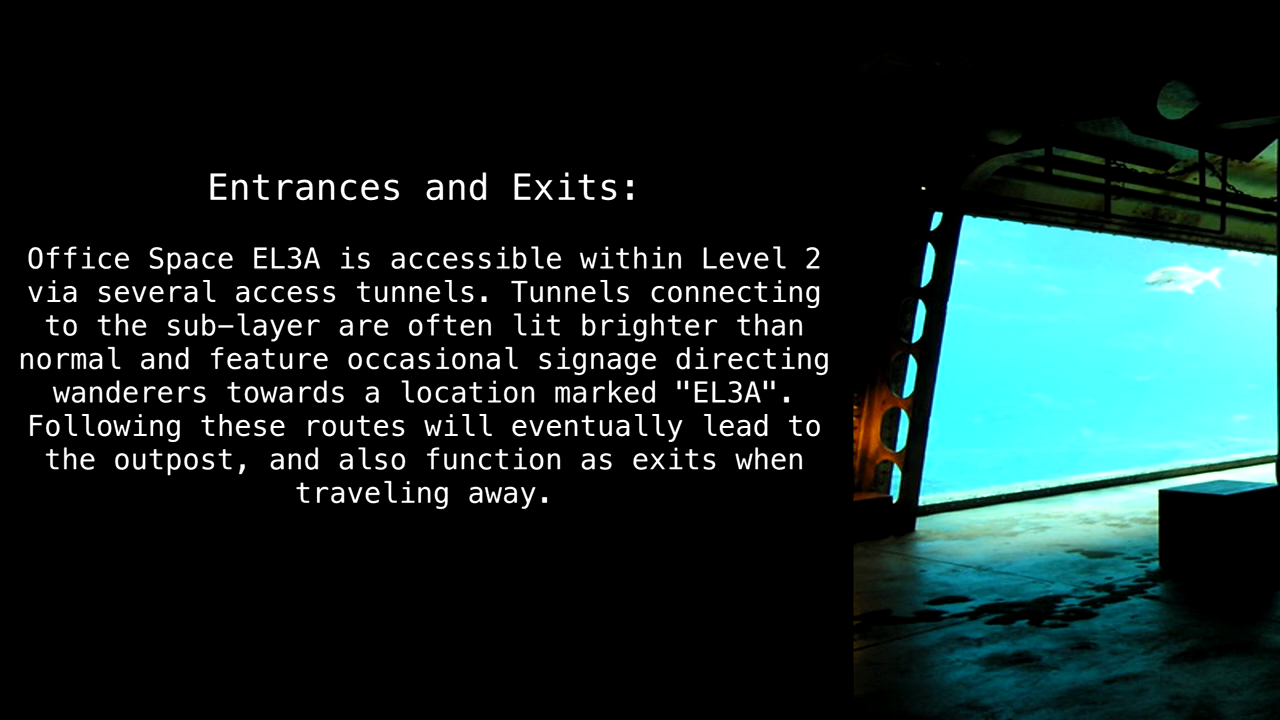 Entrances and Exits:
Office Space EL3A is accessible within Level 2
via several access tunnels. Tunnels connecting
to the sub-layer are often lit brighter than
normal and feature occasional signage directing
wanderers towards a location marked "EL3A".
Following these routes will eventually lead to
the outpost, and also function as exits when
traveling away.